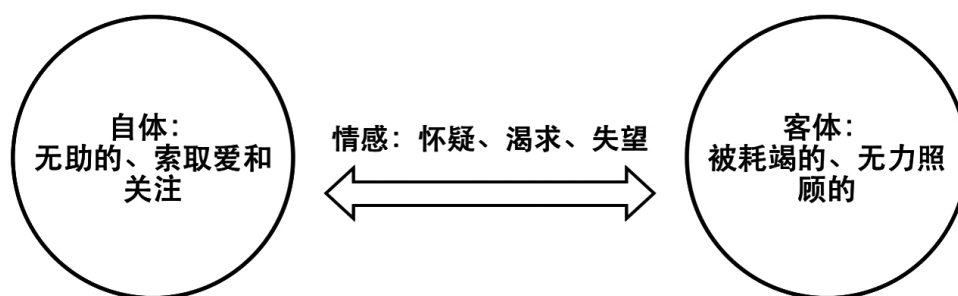 自体：
无助的、索取爱和
关注
情感：怀疑、渴求、失望
客体：
被耗竭的、无力照
顾的